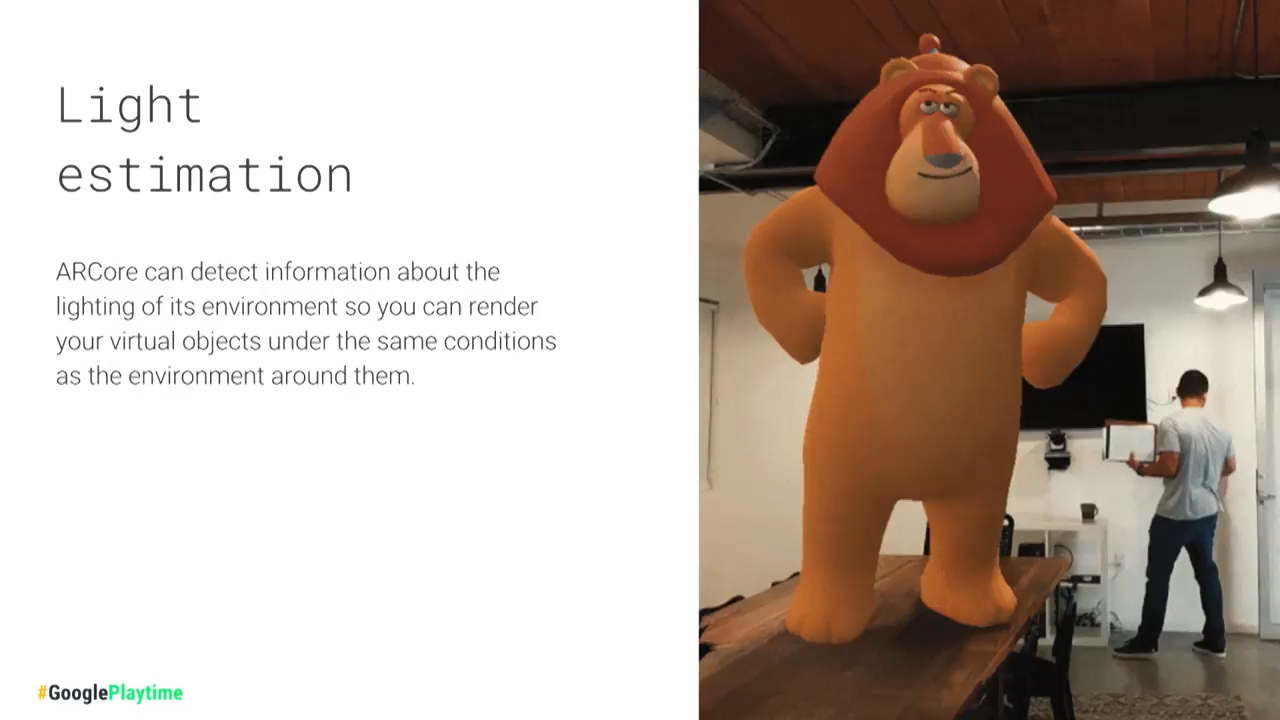 Light
estimation
ARCore can detect information about the
lighting of its environment so you can render
your virtual objects under the same conditions
as the environment around them.
#GooglePlaytime